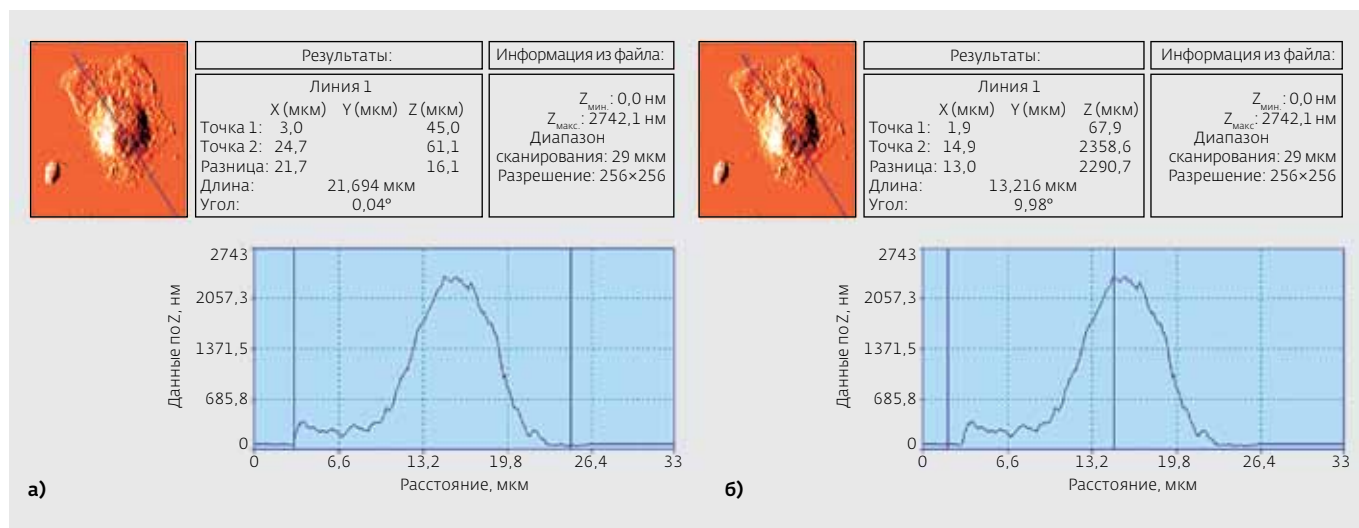 Результаты:
Информация из файла:
Линия 1
X (мкм) Y (мкм) Z (мкм)
Точка 1: 3,0 45,0
Точка 2: 24,7 61,1
Разница: 21,7 16,1
Длина: 21,694 мкм
Угол: 0,04°
Zмин.: 0,0 нм
Zмакс.: 2742,1 нм
Диапазон
сканирования: 29 мкм
Разрешение: 256×256
Данные по Z, нм
2743
2057,3
1371,5
685,8
0
0 6,6 13,2 19,8 26,4 33
Расстояние, мкм
а)
Результаты:
Информация из файла:
Линия 1
X (мкм) Y (мкм) Z (мкм)
Точка 1: 1,9 67,9
Точка 2: 14,9 2358,6
Разница: 13,0 2290,7
Длина: 13,216 мкм
Угол: 9,98°
Zмин.: 0,0 нм
Zмакс.: 2742,1 нм
Диапазон
сканирования: 29 мкм
Разрешение: 256×256
Данные по Z, нм
2743
2057,3
1371,5
685,8
0
0 6,6 13,2 19,8 26,4 33
Расстояние, мкм
б)